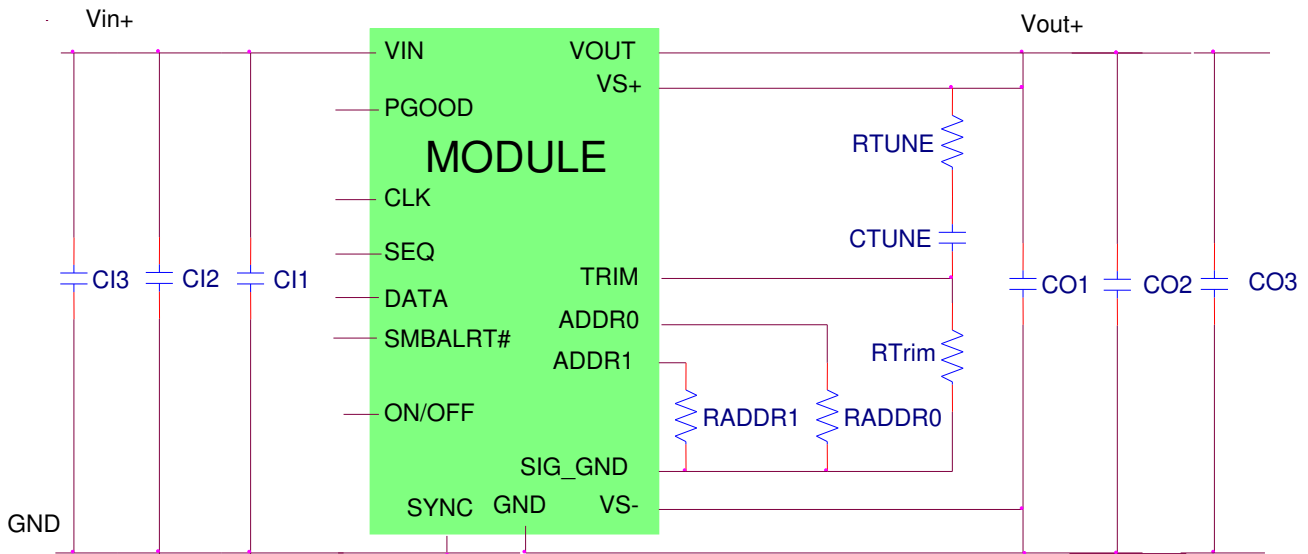 Vin+
Vout+
VIN
VOUT
VS+
PGOOD
MODULE
RTUNE
CLK
CTUNE
SEQ
TRIM
CI3
CI2
CI1
DATA
CO1
CO2
CO3
ADDR0
SMBALRT#
RTrim
ADDR1
ON/OFF
RADDR1
RADDR0
SIG_GND
SYNC
GND
VS-
GND